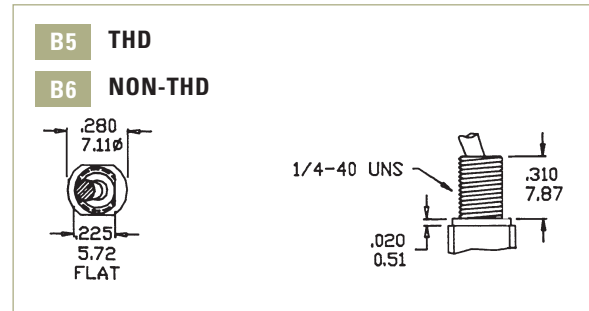 B5 THD
B6 NON-THD
.280
7.11ø
.225
5.72
FLAT
1/4-40 UNS
.310
7.87
.020
0.51